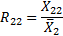 R₂₂ = X₂₂ / X̅₂